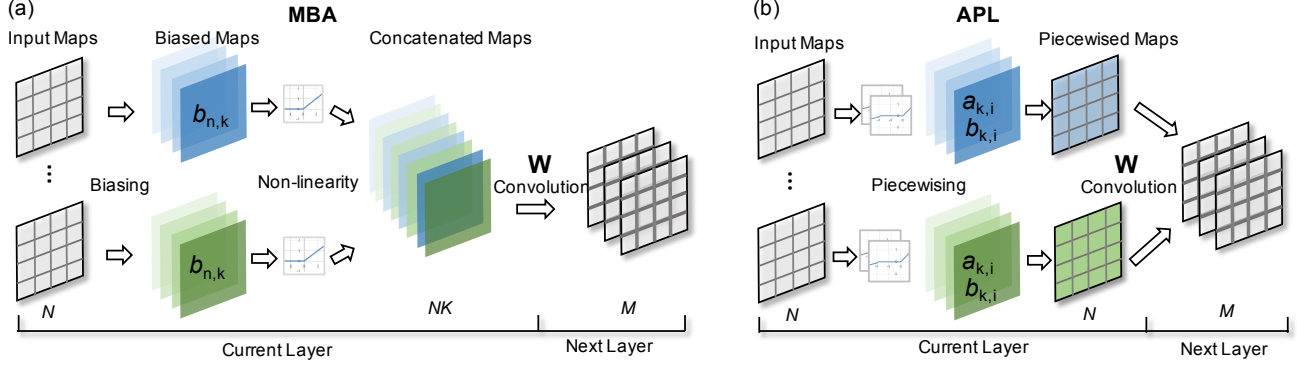 (a)
MBA
Input Maps
Biased Maps
Concatenated Maps
b n,k
Biasing
Non-linearity
W
Convolution
b n,k
N
NK
M
Current Layer
Next Layer
(b)
APL
Input Maps
Piecewised Maps
a k,i
b k,i
Piecewising
W
Convolution
a k,i
b k,i
N
N
M
Current Layer
Next Layer